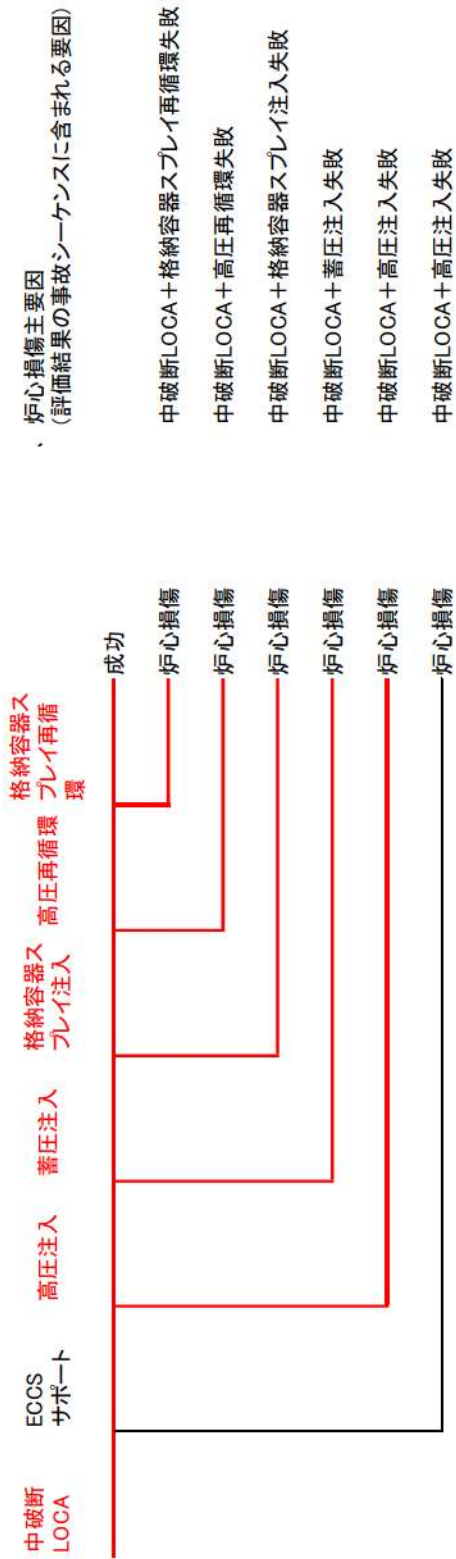 中破断
LOCA
ECCS
サポート
高圧注入
蓄圧注入
格納容器ス
プレイ注入
高圧再循環
格納容器ス
プレイ再循
環
、炉心損傷主要因
（評価結果の事故シーケンスに含まれる要因）
成功
炉心損傷
中破断LOCA＋格納容器スプレイ再循環失敗
炉心損傷
中破断LOCA＋高圧再循環失敗
炉心損傷
中破断LOCA＋格納容器スプレイ注入失敗
炉心損傷
中破断LOCA＋蓄圧注入失敗
炉心損傷
中破断LOCA＋高圧注入失敗
炉心損傷
中破断LOCA＋高圧注入失敗